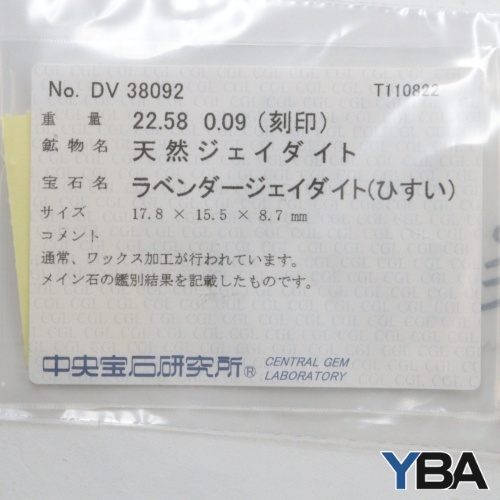 No. DV 38092 T110822
重量 22.58 0.09 (刻印)
鉱物名 天然ジェイダイト
宝石名 ラベンダージェイダイト(ひすい)
サイズ 17.8 × 15.5 × 8.7 mm
コメント
通常、ワックス加工が行われています。
メイン石の鑑別結果を記載したものです。
中央宝石研究所® CENTRAL GEM
LABORATORY
YBA